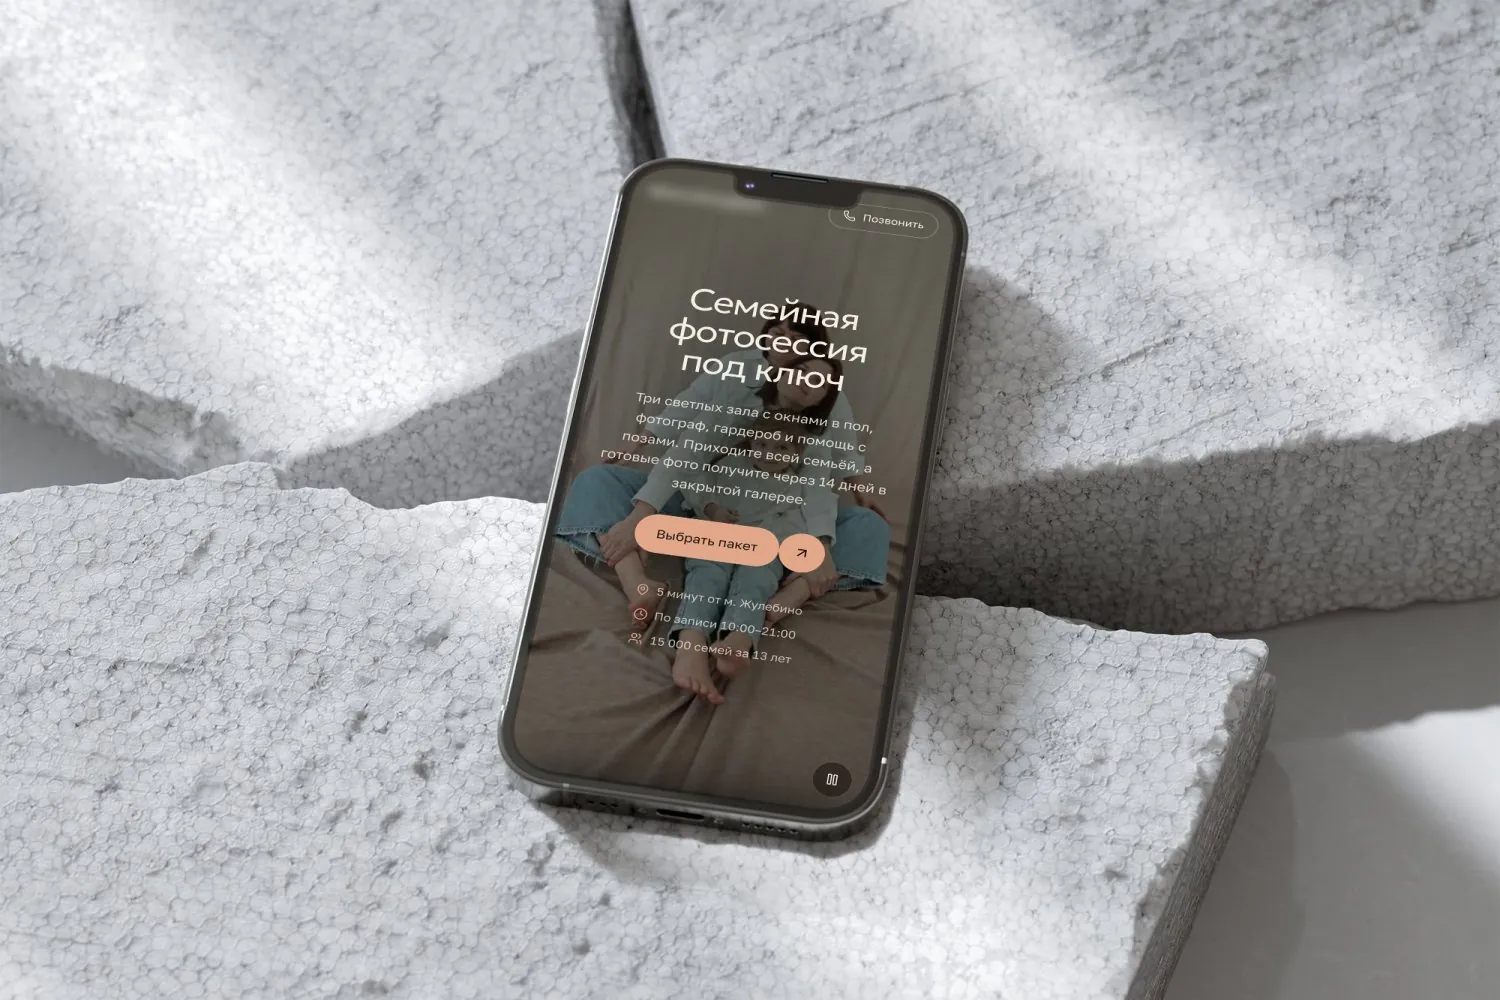 Позвонить
Семейная
фотосессия
под ключ
Три светлых зала с окнами в пол,
фотограф, гардероб и помощь с
позами. Приходите всей семьёй, а
готовые фото получите через 14 дней в
закрытой галерее.
Выбрать пакет
5 минут от м. Жулебино
По записи 10:00–21:00
15 000 семей за 13 лет